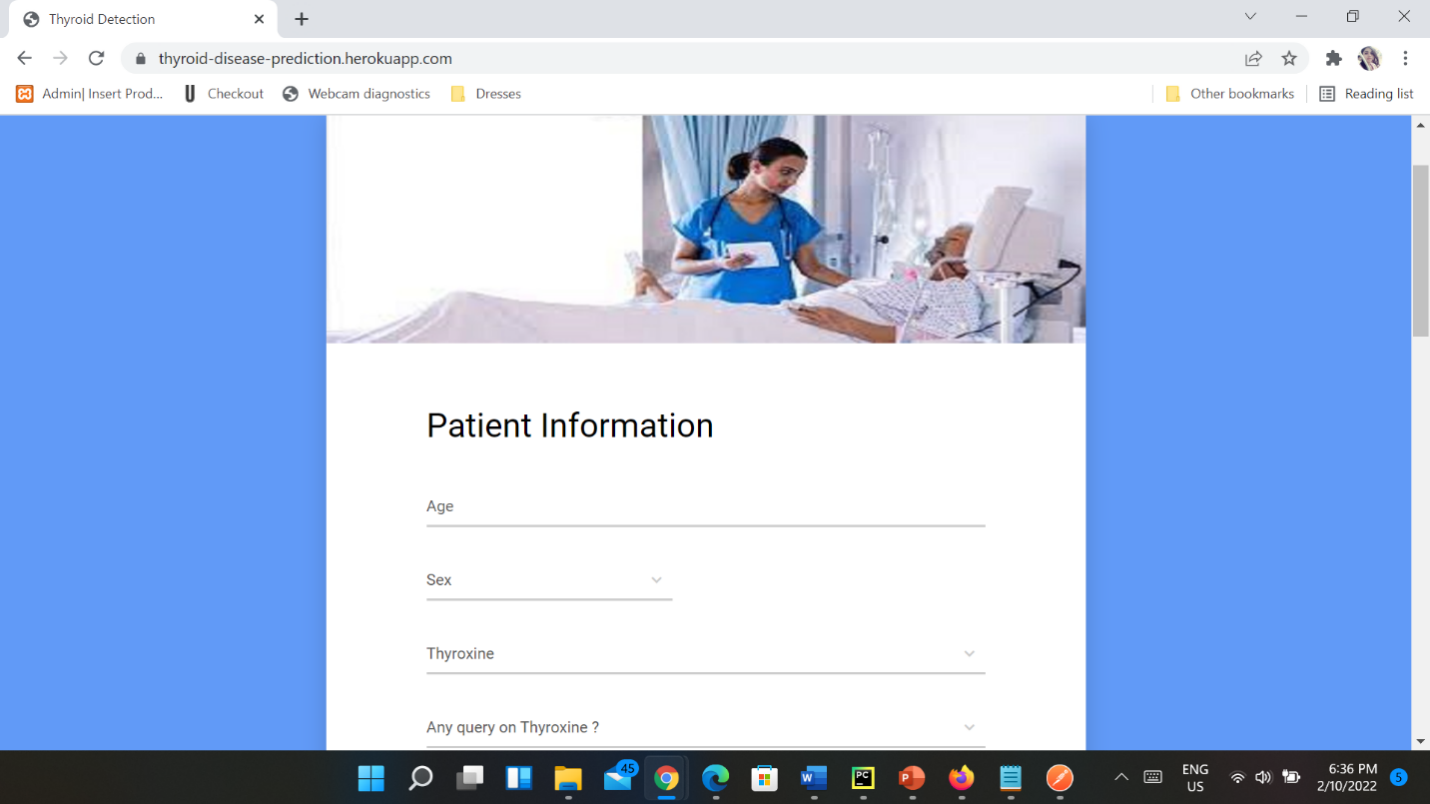 Thyroid Detection
thyroid-disease-prediction.herokuapp.com
Admin| Insert Prod... Checkout Webcam diagnostics Dresses Other bookmarks Reading list
Patient Information
Age
Sex
Thyroxine
Any query on Thyroxine ?
45
PC
W
P
ENG
US
6:36 PM
2/10/2022
5